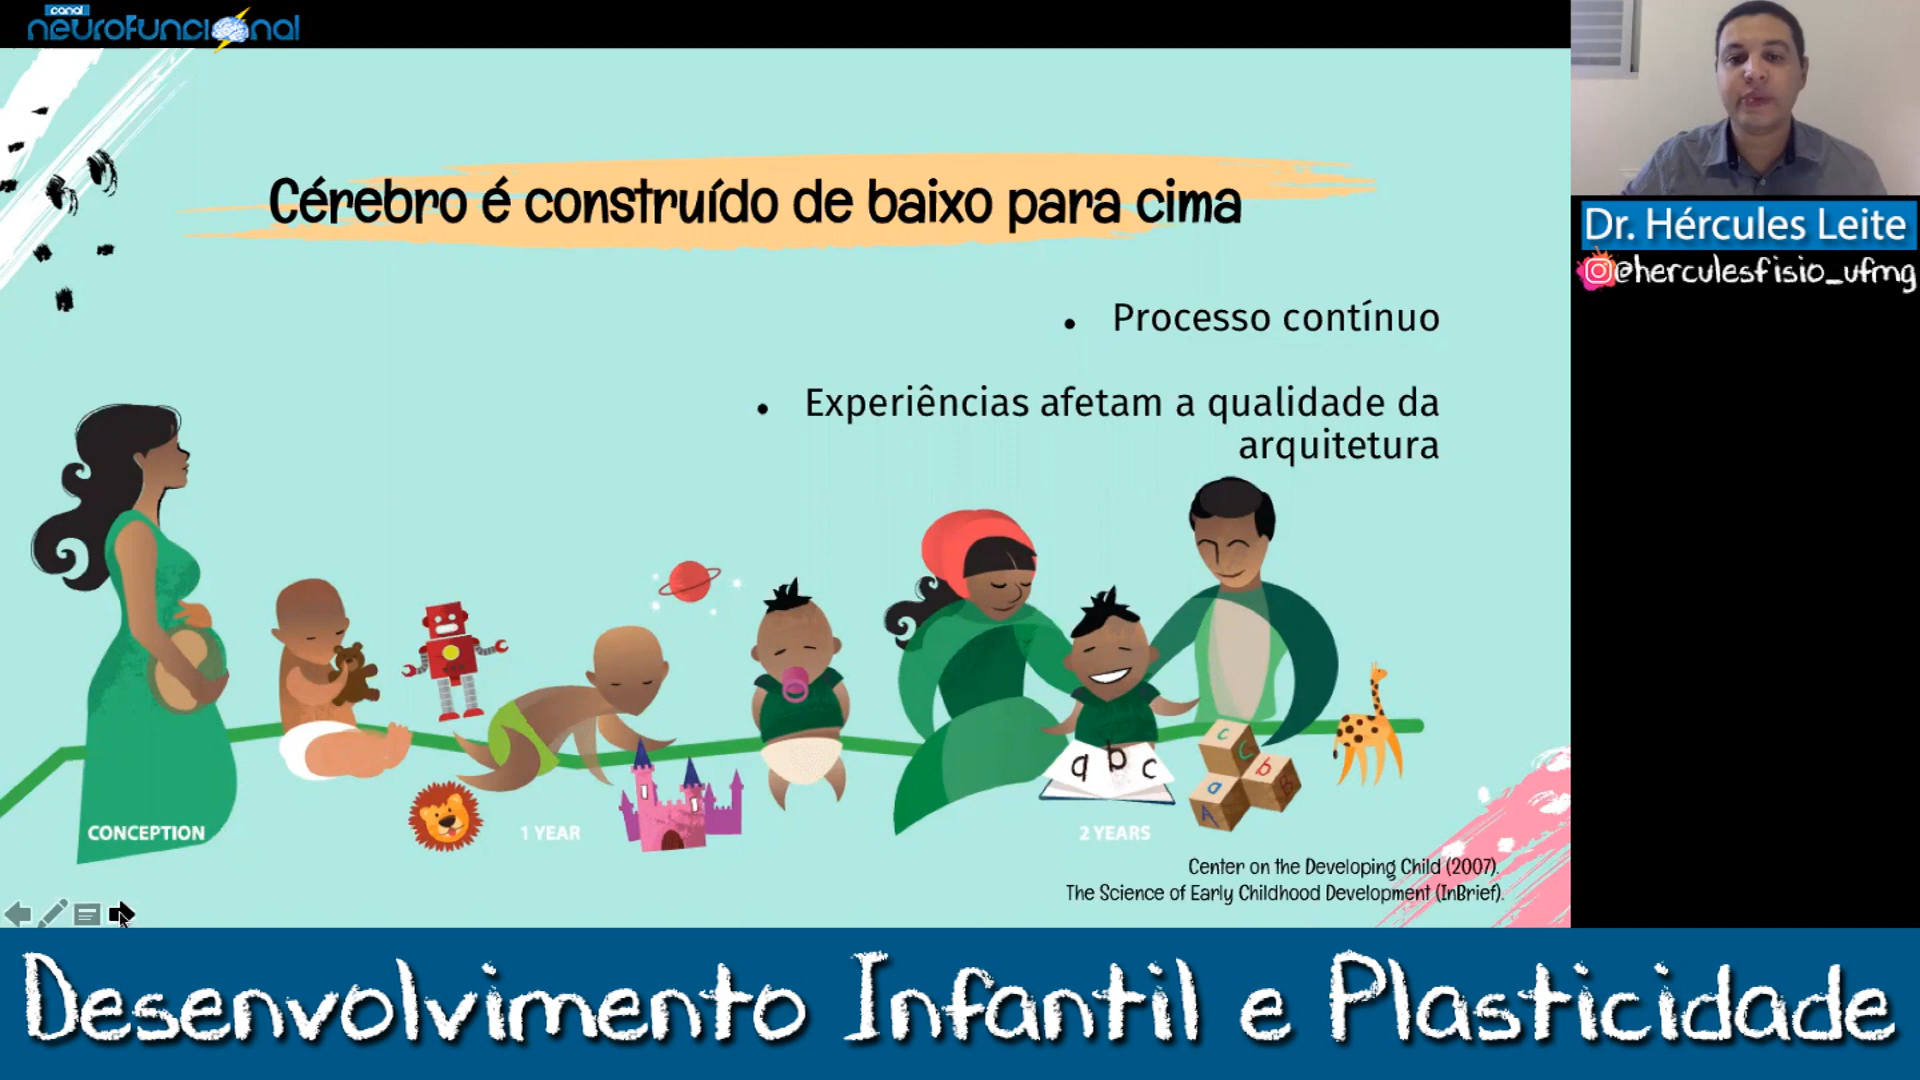 canal
neurofuncional
Cérebro é construído de baixo para cima
• Processo contínuo
• Experiências afetam a qualidade da
arquitetura
a b c
c C
b B
a A
CONCEPTION
1 YEAR
2 YEARS
Center on the Developing Child (2007).
The Science of Early Childhood Development (InBrief).
Dr. Hércules Leite
@herculesfisio_ufmg
Desenvolvimento Infantil e Plasticidade